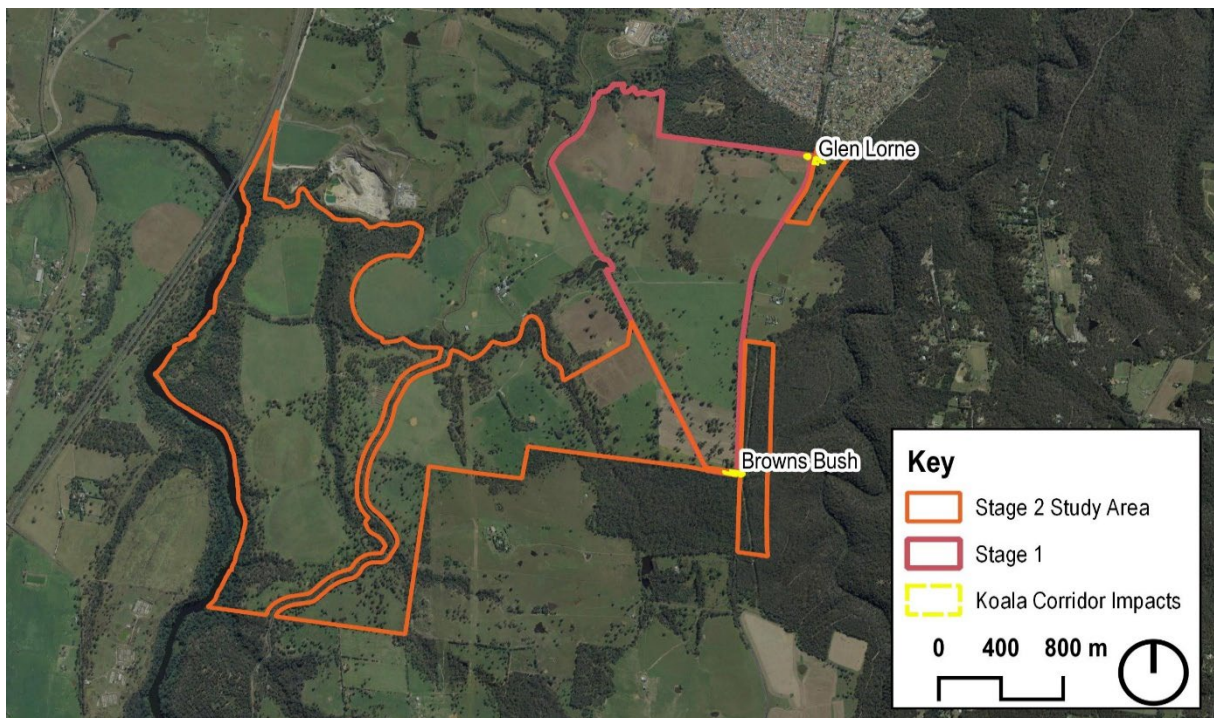 Glen Lorne
Browns Bush
Key
Stage 2 Study Area
Stage 1
Koala Corridor Impacts
0 400 800 m